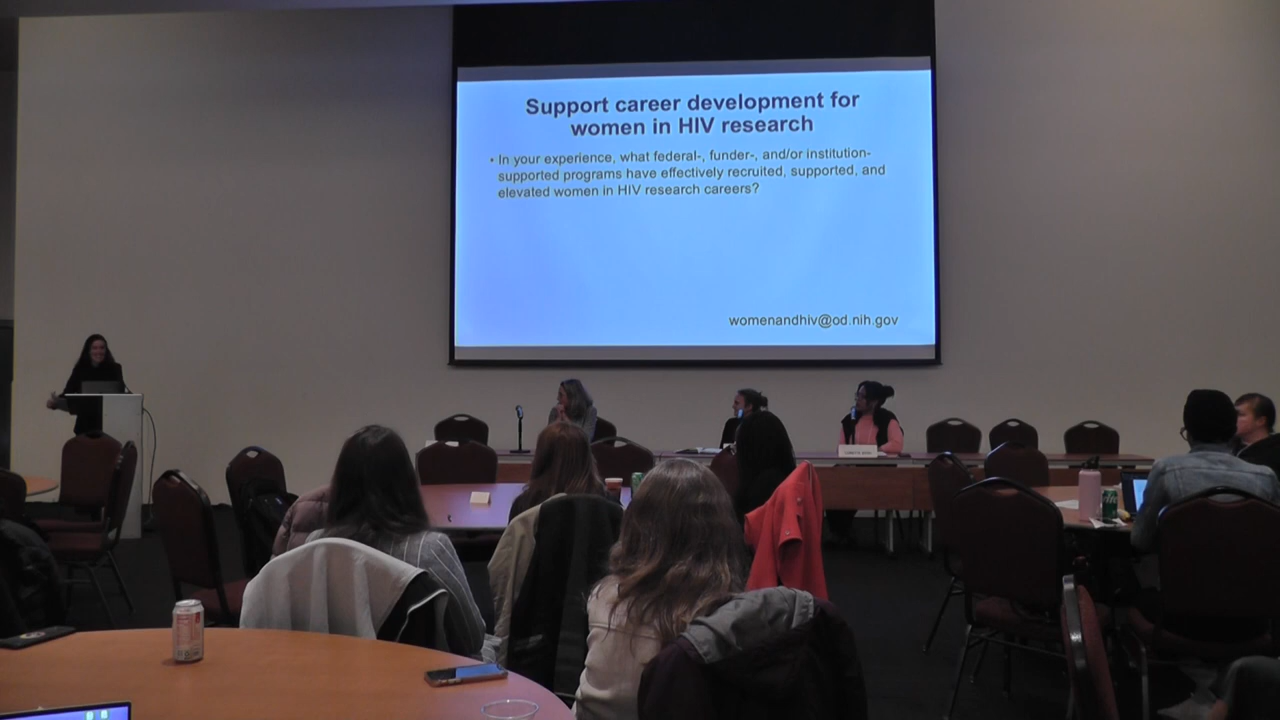 Support career development for
women in HIV research
• In your experience, what federal-, funder-, and/or institution-
supported programs have effectively recruited, supported, and
elevated women in HIV research careers?
womenandhiv@od.nih.gov